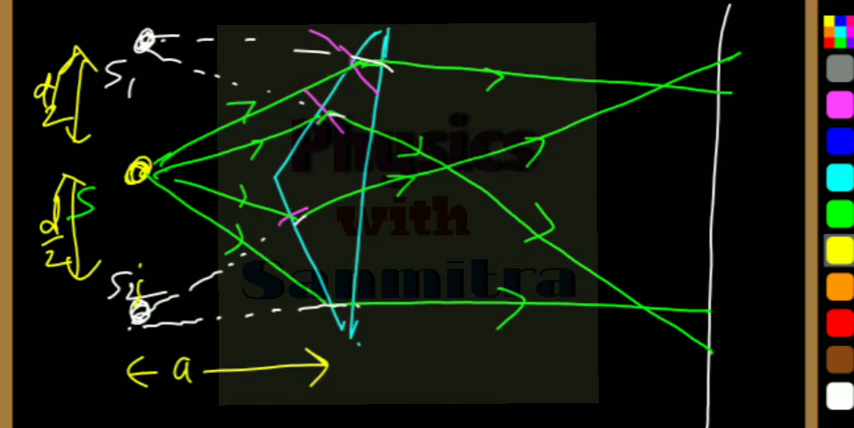 S₁
d/2
S
d/2
S₂
a
Physics
with
Sanmitra